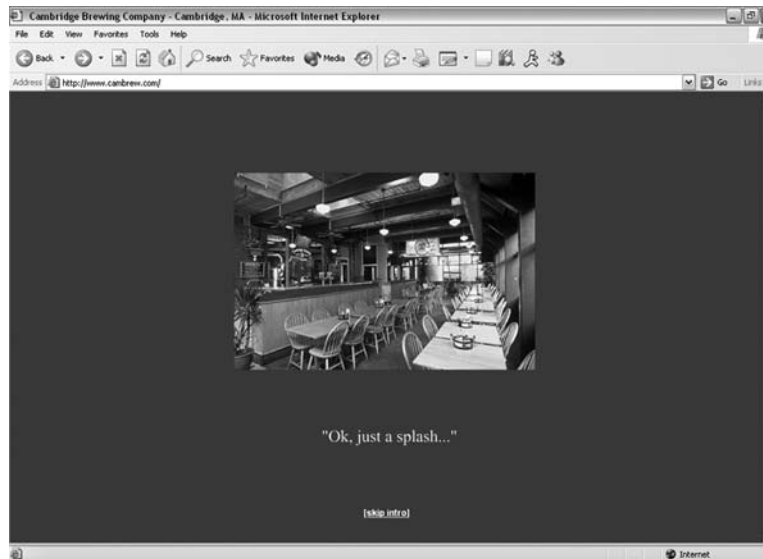 Cambridge Brewing Company - Cambridge, MA - Microsoft Internet Explorer
File Edit View Favorites Tools Help
Back Search Favorites Media
Address http://www.cambrew.com/ Go Links
"Ok, just a splash..."
[skip intro]
Internet